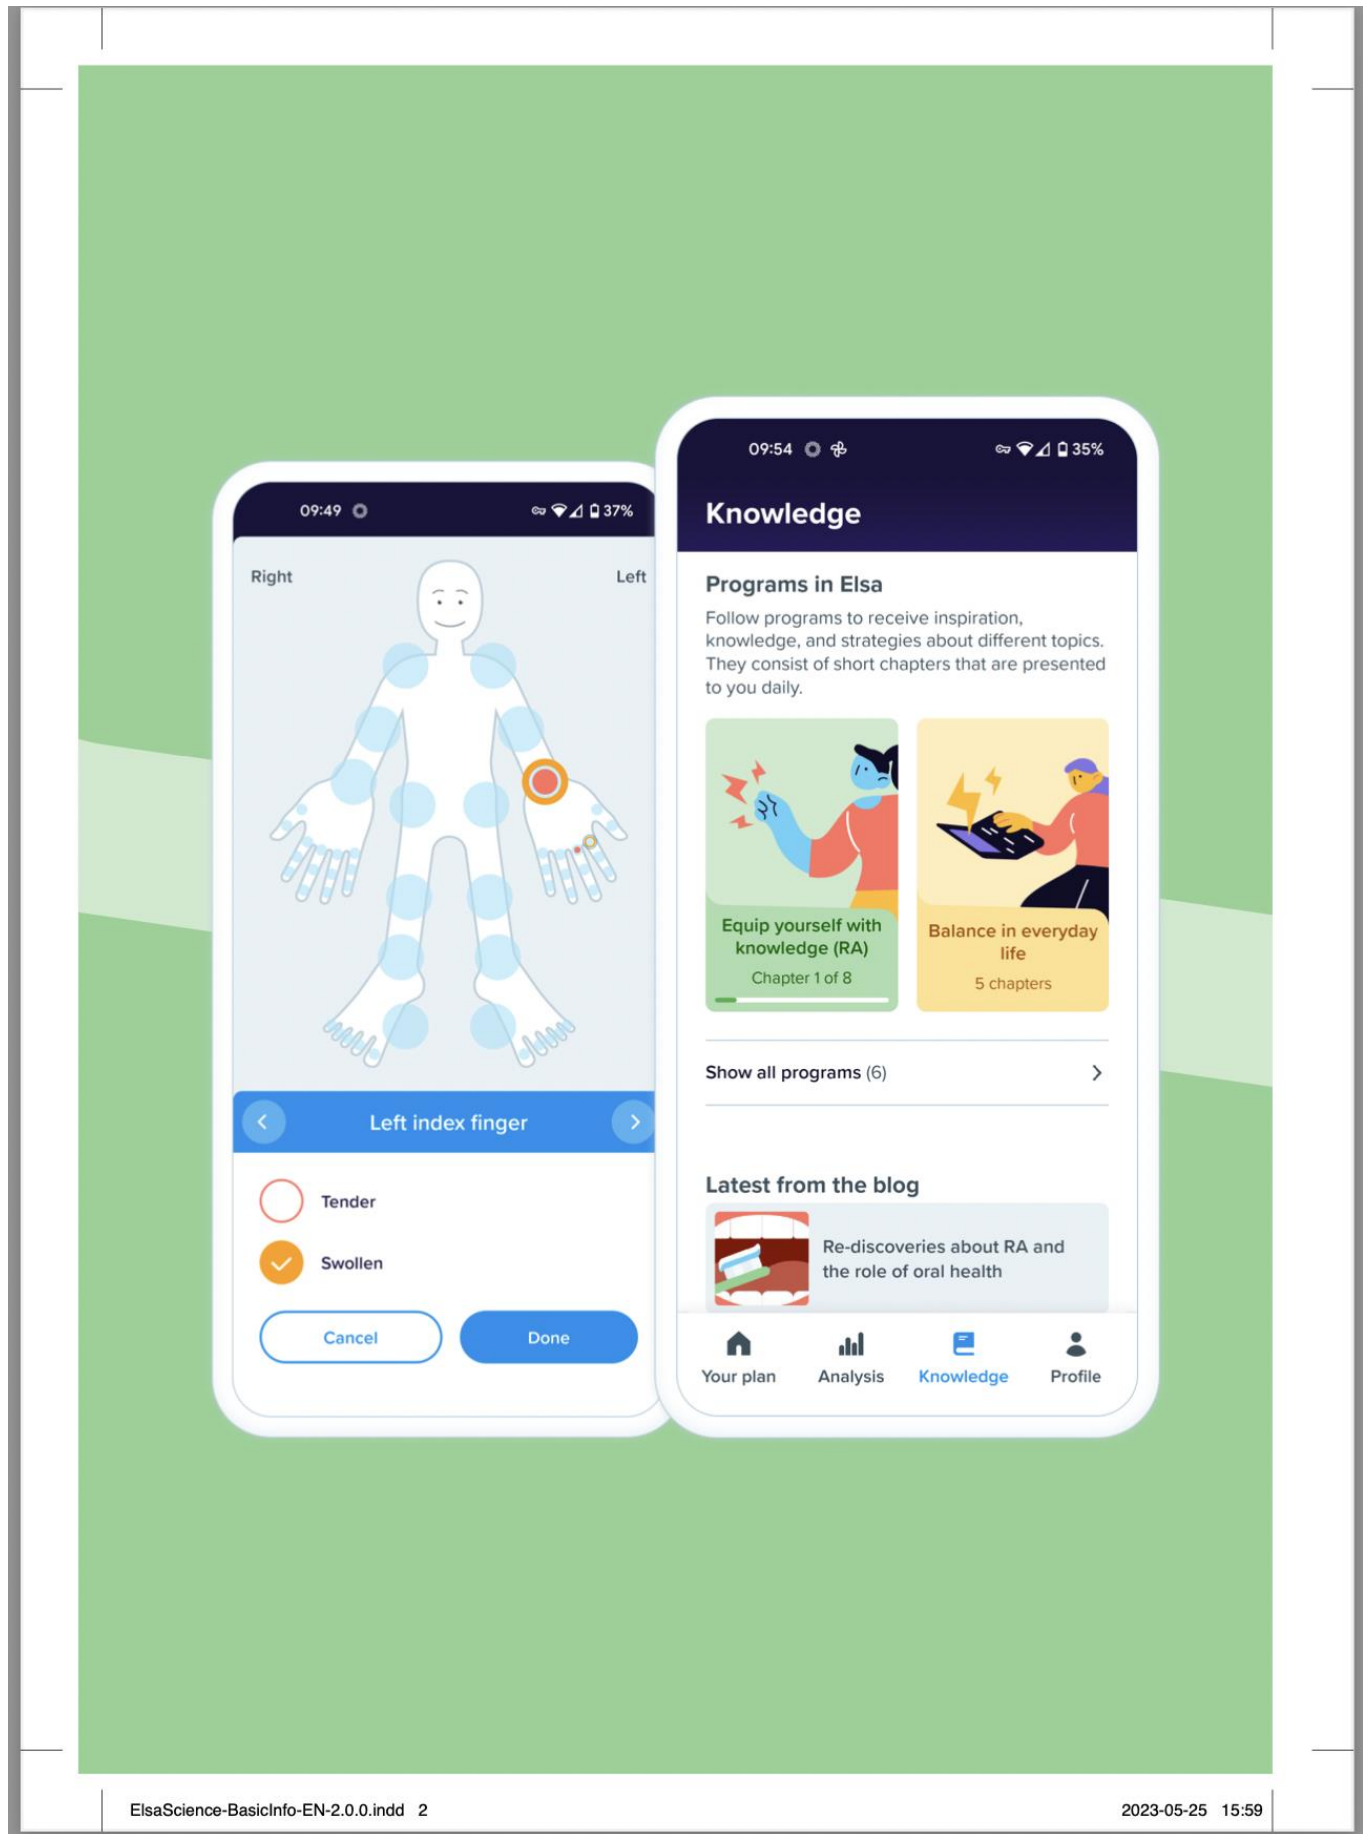 09:49
37%
Right
Left
Left index finger
Tender
Swollen
Cancel
Done
09:54
35%
Knowledge
Programs in Elsa
Follow programs to receive inspiration,
knowledge, and strategies about different topics.
They consist of short chapters that are presented
to you daily.
Equip yourself with
knowledge (RA)
Chapter 1 of 8
Balance in everyday
life
5 chapters
Show all programs (6)
Latest from the blog
Re-discoveries about RA and
the role of oral health
Your plan
Analysis
Knowledge
Profile
ElsaScience-BasicInfo-EN-2.0.0.indd 2
2023-05-25 15:59